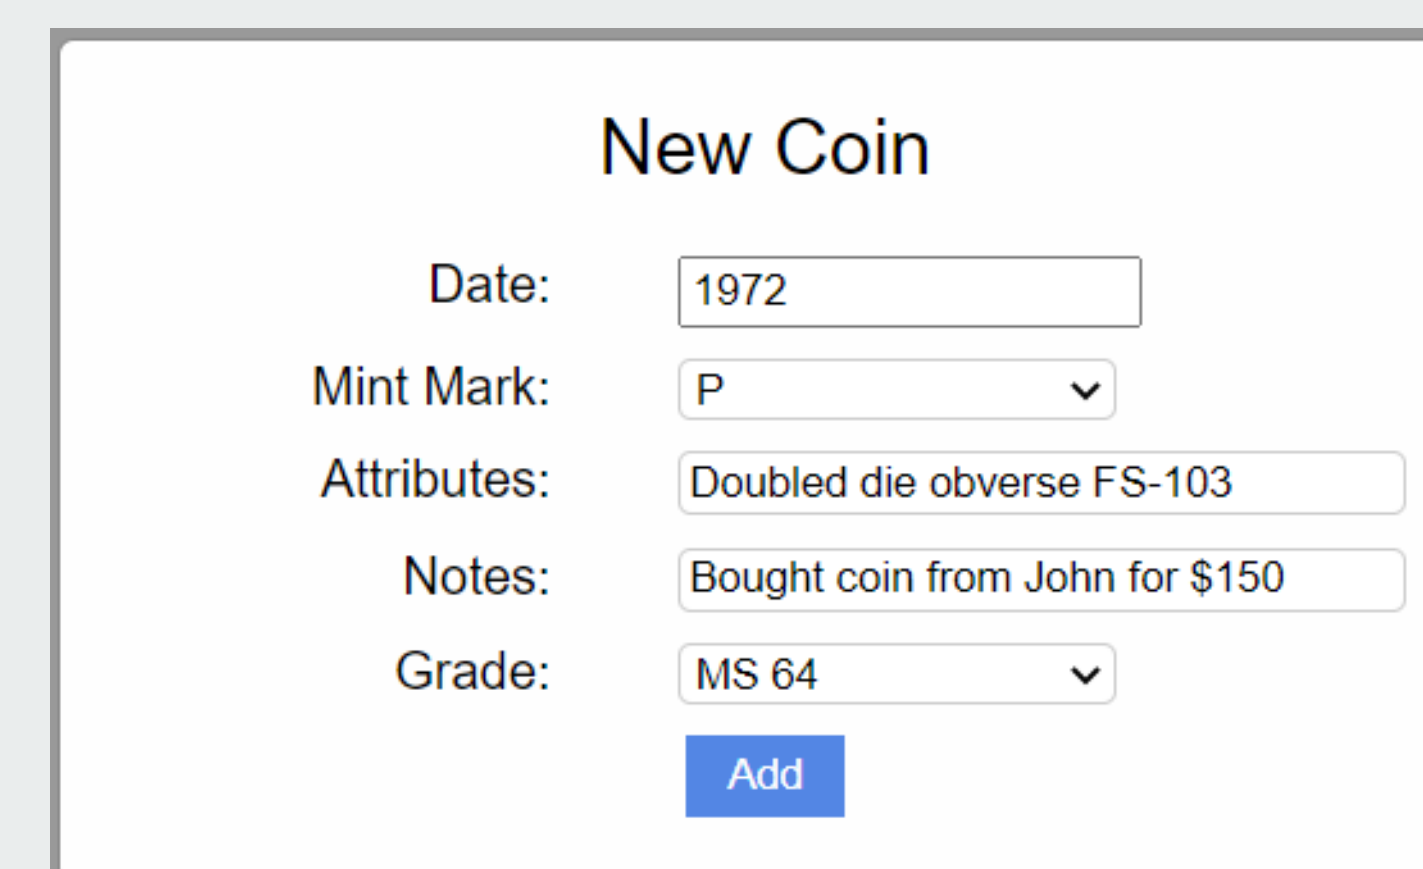 New Coin
Date: 1972
Mint Mark: P
Attributes: Doubled die obverse FS-103
Notes: Bought coin from John for $150
Grade: MS 64
Add